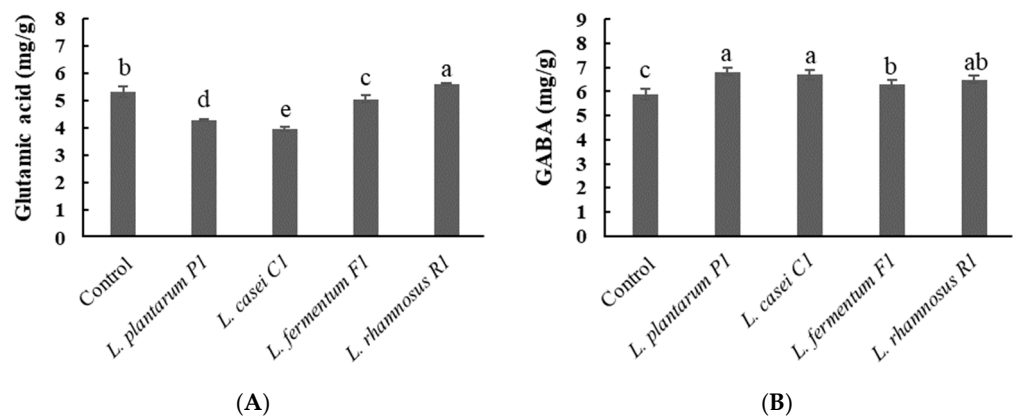 Glutamic acid (mg/g)
8
7
6
5
4
3
2
1
0
b
d
e
c
a
Control
L. plantarum P1
L. casei C1
L. fermentum F1
L. rhamnosus R1
(A)
GABA (mg/g)
9
8
7
6
5
4
3
2
1
0
c
a
a
b
ab
Control
L. plantarum P1
L. casei C1
L. fermentum F1
L. rhamnosus R1
(B)